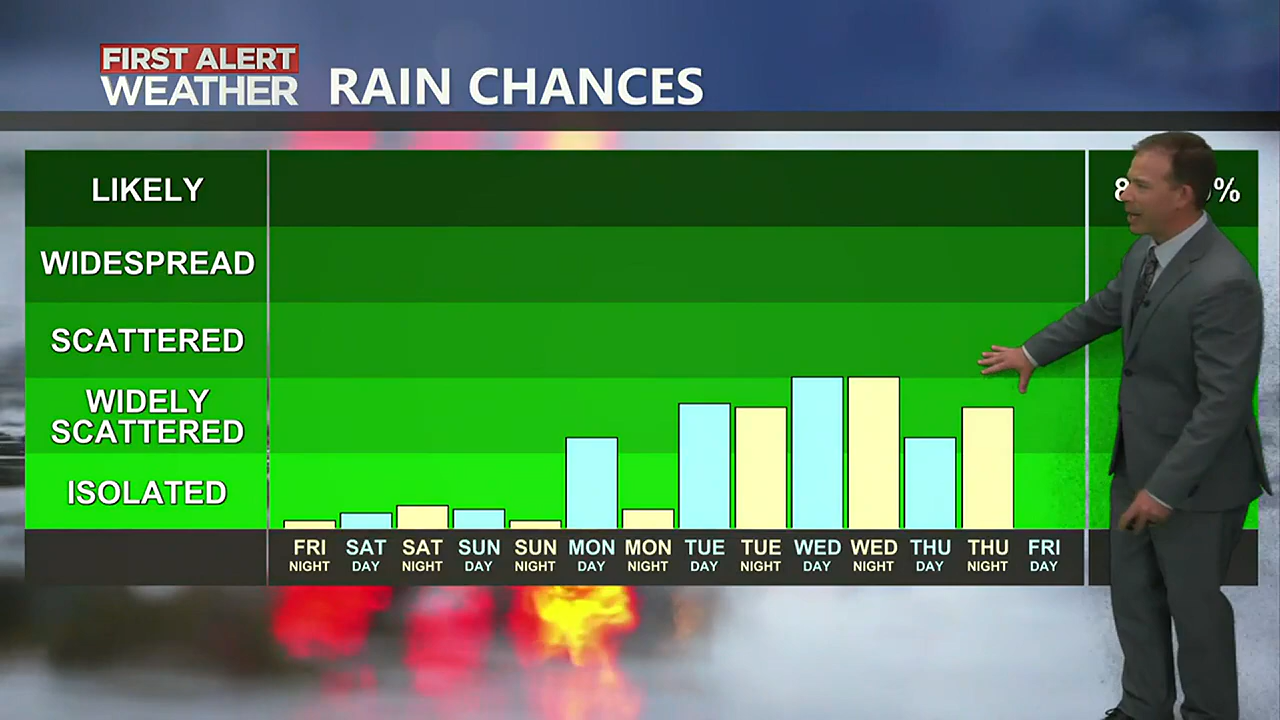 FIRST ALERT
WEATHER
RAIN CHANCES
LIKELY
WIDESPREAD
SCATTERED
WIDELY
SCATTERED
ISOLATED
FRI SAT SAT SUN SUN MON MON TUE TUE WED WED THU THU FRI
NIGHT DAY NIGHT DAY NIGHT DAY NIGHT DAY NIGHT DAY NIGHT DAY NIGHT DAY